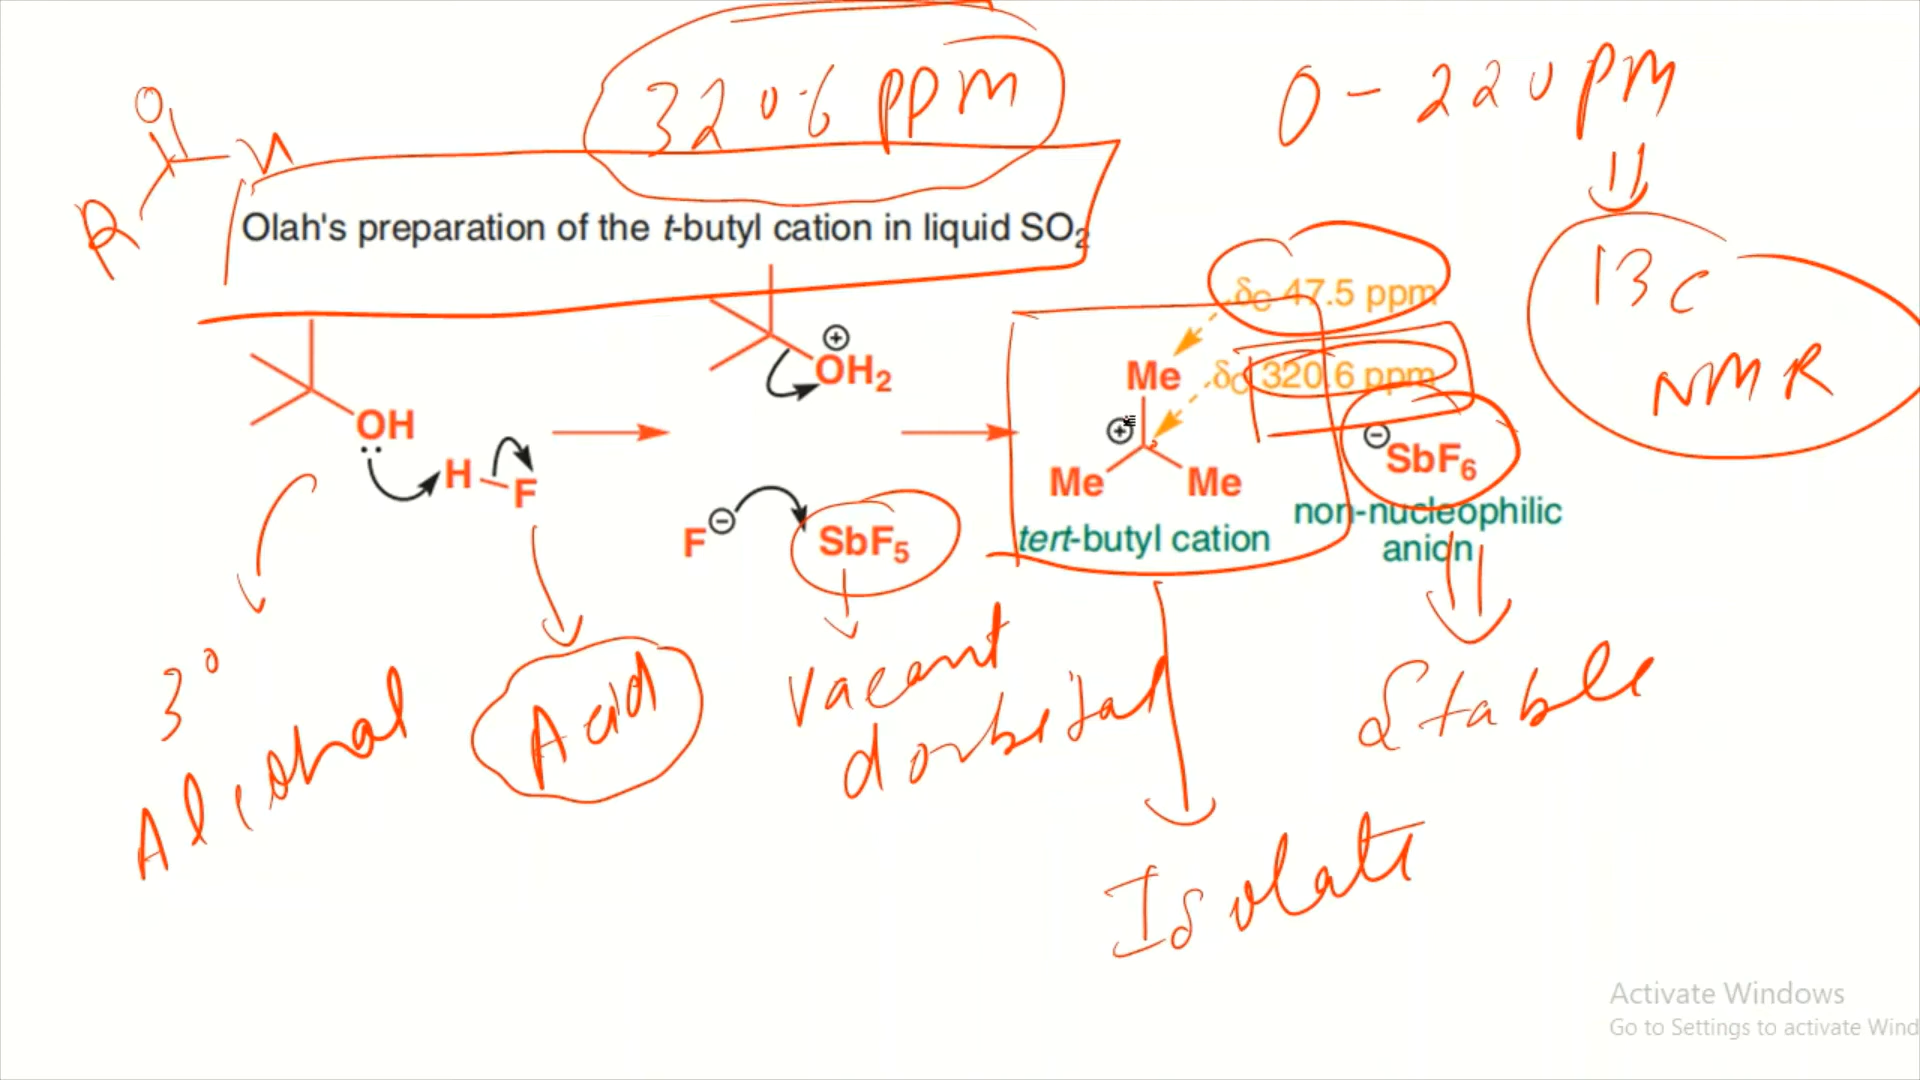 320.6 ppm
0-220 pm
O
R
Olah's preparation of the t-butyl cation in liquid SO2
13C
NMR
δC 47.5 ppm
⊕
OH2
Me
δC 320.6 ppm
OH
⊕
⊖
SbF6
H
F
Me
Me
non-nucleophilic
anion
F⊖
SbF5
tert-butyl cation
3°
Alcohal
Acid
Vacant
d orbital
Stable
Isolate
Activate Windows
Go to Settings to activate Wind